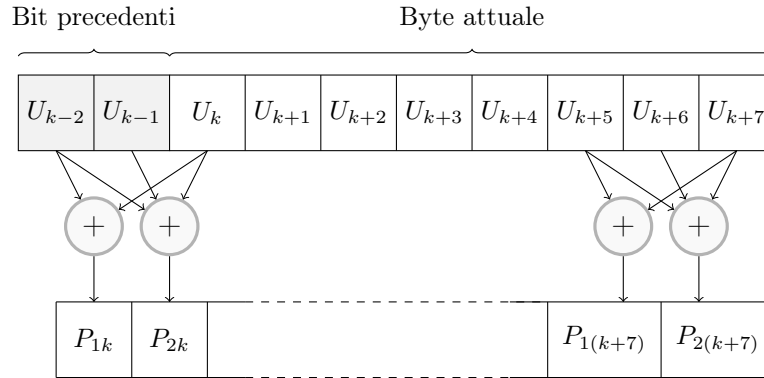 Bit precedenti Byte attuale
U_{k−2} U_{k−1} U_k U_{k+1} U_{k+2} U_{k+3} U_{k+4} U_{k+5} U_{k+6} U_{k+7}
+ + + +
P_{1k} P_{2k} P_{1(k+7)} P_{2(k+7)}